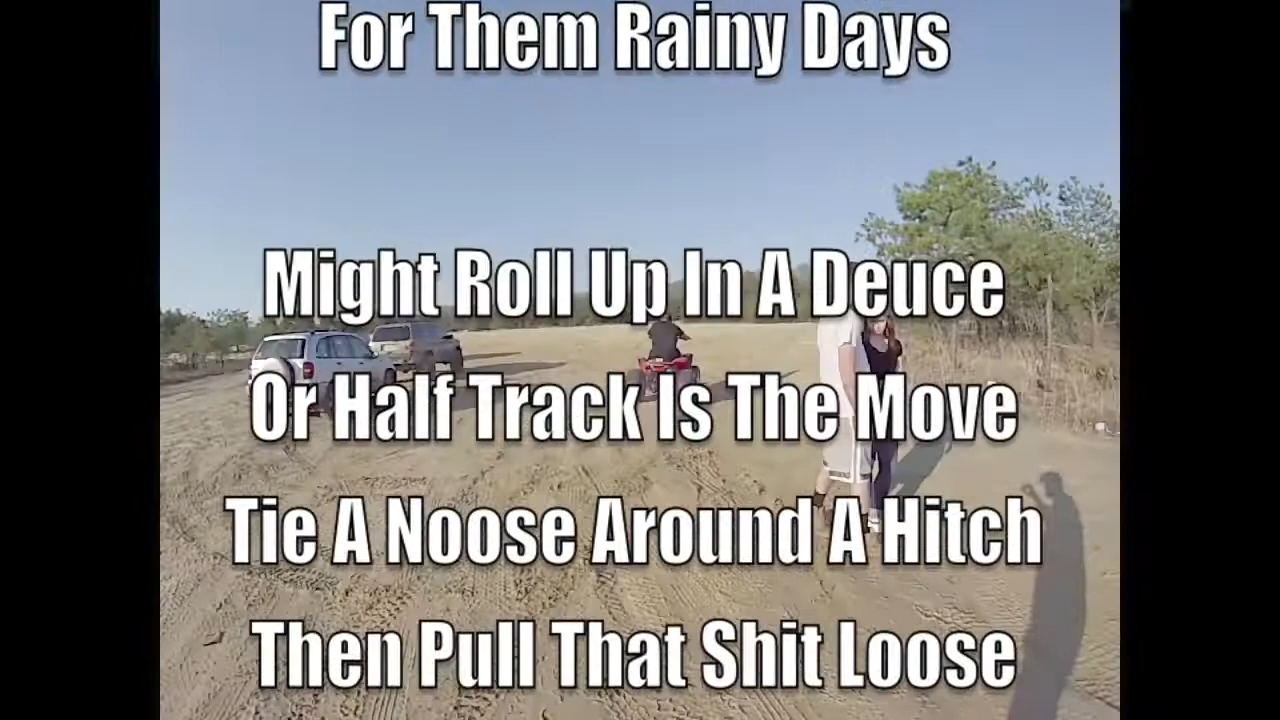 For Them Rainy Days
Might Roll Up In A Deuce
Or Half Track Is The Move
Tie A Noose Around A Hitch
Then Pull That Shit Loose